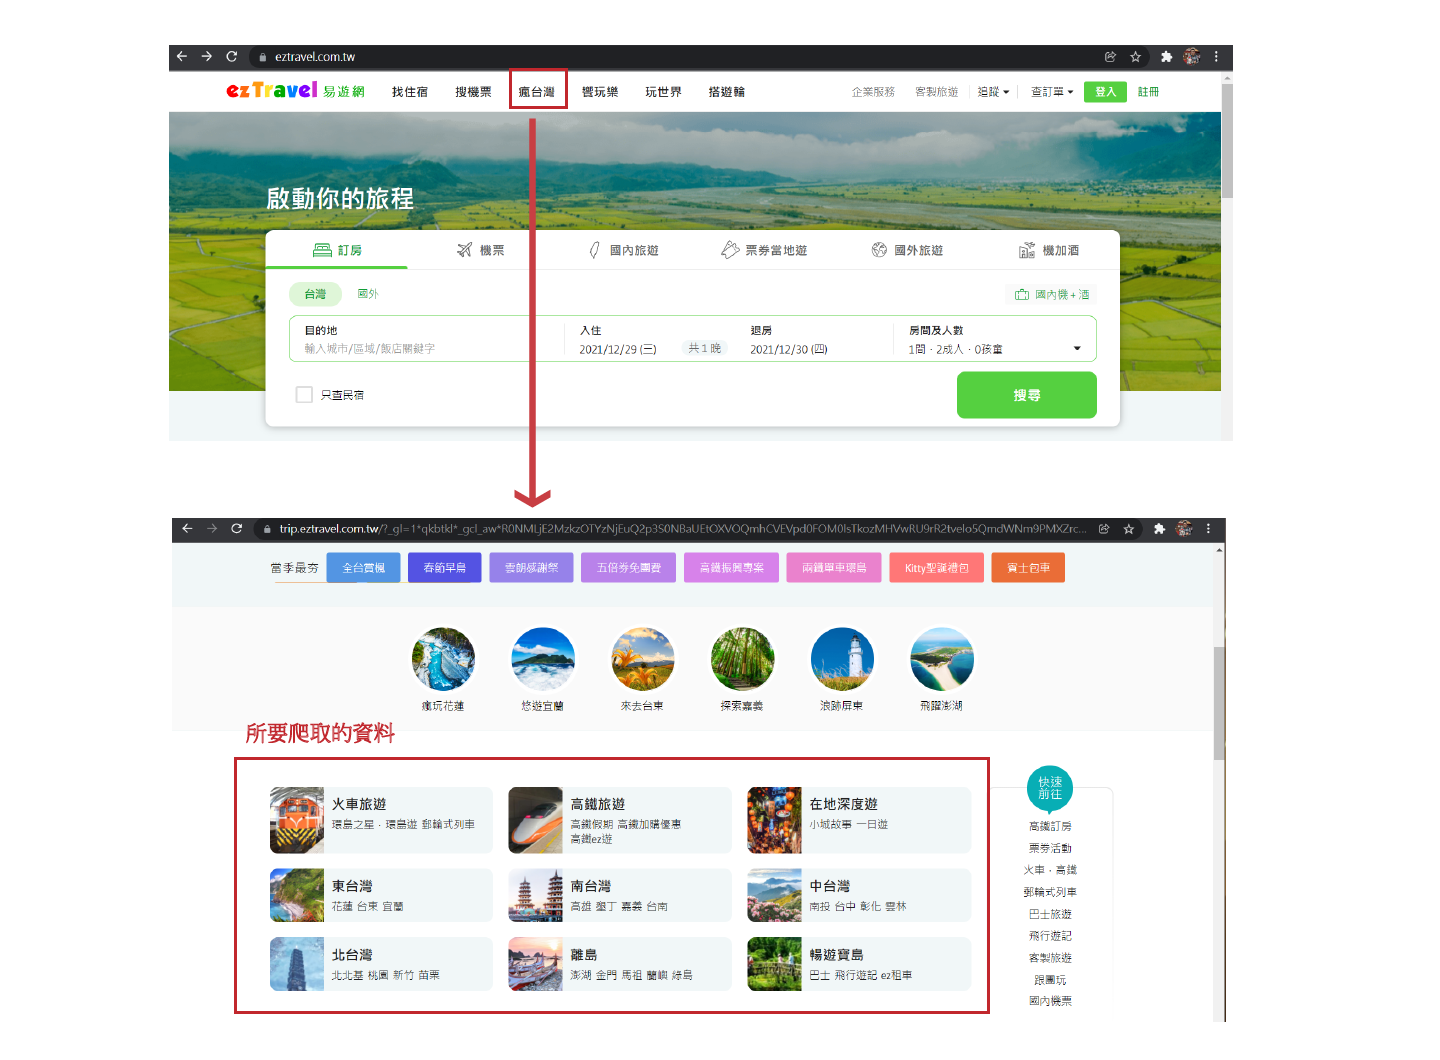 eztravel.com.tw
ezTravel 易遊網 找住宿 搜機票 瘋台灣 響玩樂 玩世界 搭遊輪 企業服務 客製旅遊 追蹤 查訂單 登入 註冊
啟動你的旅程
訂房 機票 國內旅遊 票券當地遊 國外旅遊 機加酒
台灣 國外 國內機+酒
目的地 入住 退房 房間及人數
輸入城市/區域/飯店關鍵字 2021/12/29 (三) 共1晚 2021/12/30 (四) 1間·2成人·0孩童
只查民宿 搜尋
當季最夯 全台賞楓 春節早鳥 雲朗感謝祭 五倍券免團費 高鐵振興專案 兩鐵單車環島 Kitty聖誕禮包 賓士包車
瘋玩花蓮 悠遊宜蘭 來去台東 探索嘉義 浪跡屏東 飛躍澎湖
所要爬取的資料
火車旅遊
環島之星·環島遊 郵輪式列車
高鐵旅遊
高鐵假期 高鐵加購優惠
高鐵ez遊
在地深度遊
小城故事 一日遊
東台灣
花蓮 台東 宜蘭
南台灣
高雄 墾丁 嘉義 台南
中台灣
南投 台中 彰化 雲林
北台灣
北北基 桃園 新竹 苗栗
離島
澎湖 金門 馬祖 蘭嶼 綠島
暢遊寶島
巴士 飛行遊記 ez租車
快速
前往
高鐵訂房
票券活動
火車·高鐵
郵輪式列車
巴士旅遊
飛行遊記
客製旅遊
跟團玩
國內機票